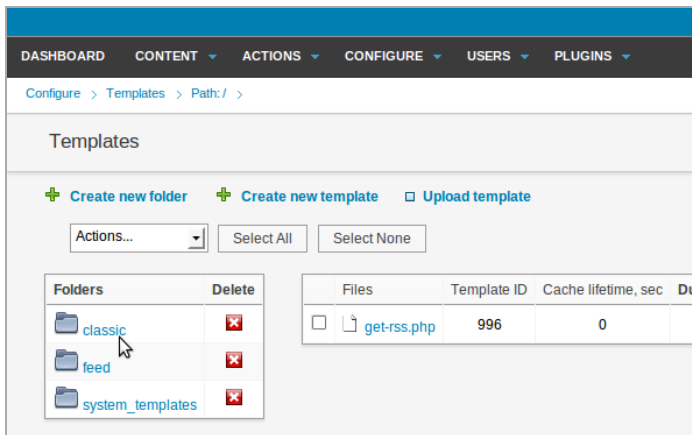 DASHBOARD CONTENT ACTIONS CONFIGURE USERS PLUGINS
Configure > Templates > Path: / >
Templates
Create new folder Create new template Upload template
Actions... Select All Select None
Folders Delete Files Template ID Cache lifetime, sec Du
classic get-rss.php 996 0
feed
system_templates